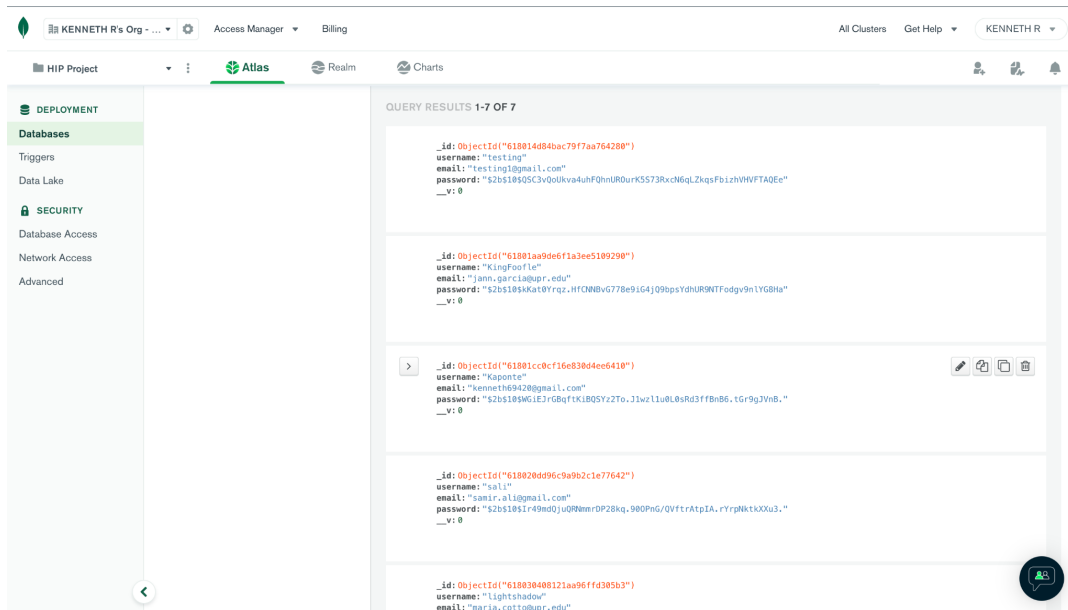 KENNETH R's Org - ...
Access Manager
Billing
All Clusters
Get Help
KENNETH R
HIP Project
Atlas
Realm
Charts
DEPLOYMENT
Databases
Triggers
Data Lake
SECURITY
Database Access
Network Access
Advanced
QUERY RESULTS 1-7 OF 7
_id: ObjectId("618014d84bac79f7aa764280")
username: "testing"
email: "testing1@gmail.com"
password: "$2b$10$QSC3vQoUkva4uhFQhnUROurK5S73RxcN6qLZkqsFbizhVHVFTAQEe"
__v: 0
_id: ObjectId("61801aa9de6f1a3ee5109290")
username: "KingFoofle"
email: "jann.garcia@upr.edu"
password: "$2b$10$kKat0Yrqz.HfCNNBvG778e9iG4jQ9bpsYdhUR9NTFodgv9nlYG8Ha"
__v: 0
_id: ObjectId("61801cc0cf16e830d4ee6410")
username: "Kaponte"
email: "kenneth69420@gmail.com"
password: "$2b$10$WGiEJrGBqftKiBQSYz2To.J1wzl1u0L0sRd3ffBnB6.tGr9gJVnB."
__v: 0
_id: ObjectId("618020dd96c9a9b2c1e77642")
username: "sali"
email: "samir.ali@gmail.com"
password: "$2b$10$Ir49mdQjuQRNmmrDP28kq.90OPnG/QVftrAtpIA.rYrpNktkXXu3."
__v: 0
_id: ObjectId("618030408121aa96ffd305b3")
username: "lightshadow"
email: "maria.cotto@upr.edu"